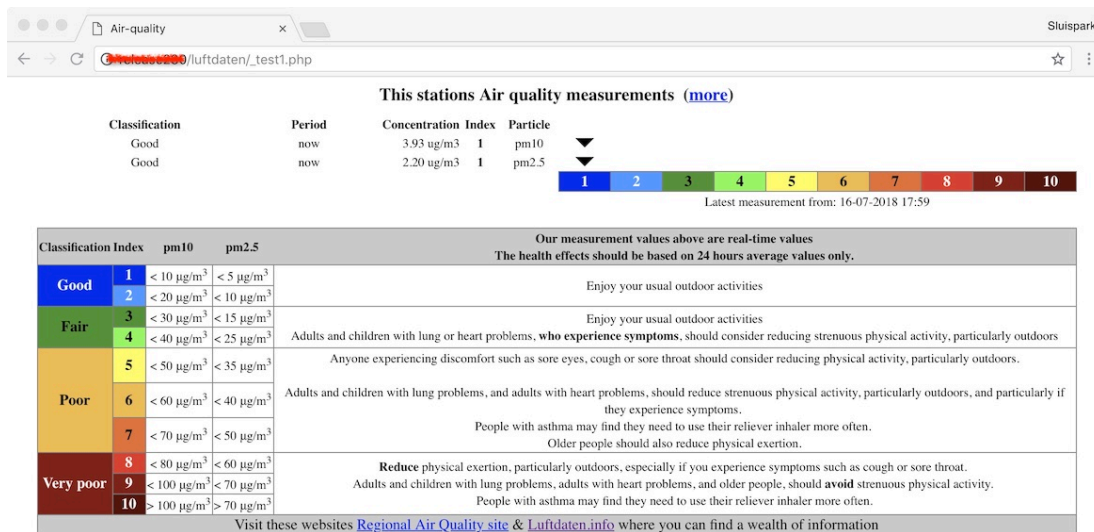 Air-quality
Sluispark
/luftdaten/_test1.php
This stations Air quality measurements (more)
Classification Period Concentration Index Particle
Good now 3.93 ug/m3 1 pm10
Good now 2.20 ug/m3 1 pm2.5
1 2 3 4 5 6 7 8 9 10
Latest measurement from: 16-07-2018 17:59
Classification Index pm10 pm2.5
Our measurement values above are real-time values
The health effects should be based on 24 hours average values only.
Good
1 < 10 µg/m³ < 5 µg/m³
2 < 20 µg/m³ < 10 µg/m³
Enjoy your usual outdoor activities
Fair
3 < 30 µg/m³ < 15 µg/m³
4 < 40 µg/m³ < 25 µg/m³
Enjoy your usual outdoor activities
Adults and children with lung or heart problems, who experience symptoms, should consider reducing strenuous physical activity, particularly outdoors
Poor
5 < 50 µg/m³ < 35 µg/m³
6 < 60 µg/m³ < 40 µg/m³
7 < 70 µg/m³ < 50 µg/m³
Anyone experiencing discomfort such as sore eyes, cough or sore throat should consider reducing physical activity, particularly outdoors.
Adults and children with lung problems, and adults with heart problems, should reduce strenuous physical activity, particularly outdoors, and particularly if
they experience symptoms.
People with asthma may find they need to use their reliever inhaler more often.
Older people should also reduce physical exertion.
Very poor
8 < 80 µg/m³ < 60 µg/m³
9 < 100 µg/m³ < 70 µg/m³
10 > 100 µg/m³ > 70 µg/m³
Reduce physical exertion, particularly outdoors, especially if you experience symptoms such as cough or sore throat.
Adults and children with lung problems, adults with heart problems, and older people, should avoid strenuous physical activity.
People with asthma may find they need to use their reliever inhaler more often.
Visit these websites Regional Air Quality site & Luftdaten.info where you can find a wealth of information